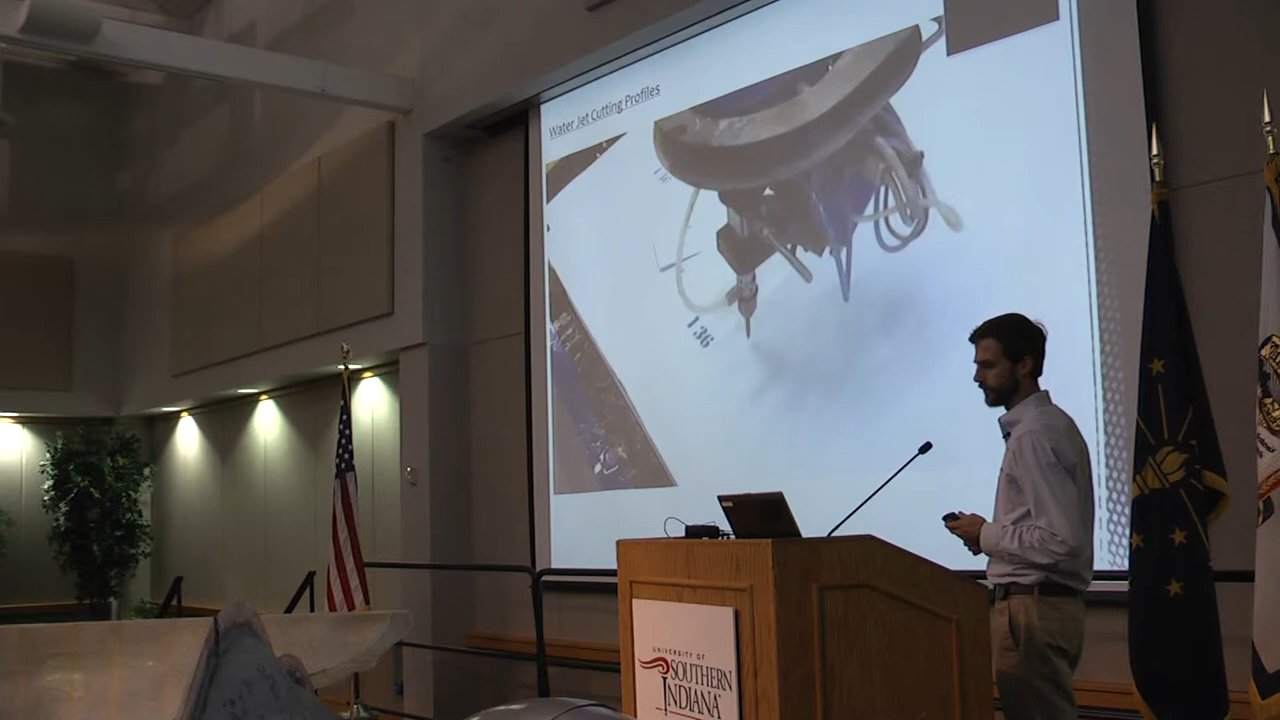 Water Jet Cutting Profiles
1.36
1.36
UNIVERSITY OF
SOUTHERN
INDIANA